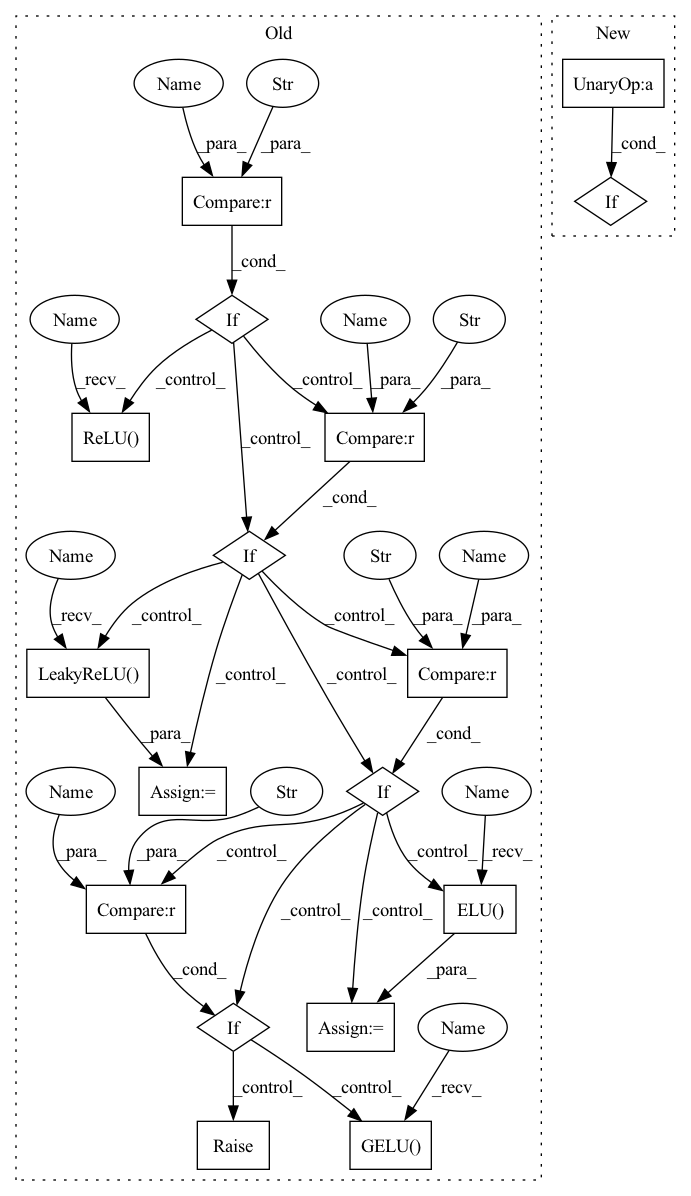 Old
New
Name
Str
UnaryOp:a
_para_
_para_
_cond_
Compare:r
If
_cond_
Name
If
Name
Str
_recv_
_control_
_control_
_para_
_para_
ReLU()
_control_
Compare:r
_cond_
Name
If
Str
Name
_recv_
_control_
_control_
_para_
_para_
LeakyReLU()
_control_
_control_
Compare:r
_para_
_cond_
Name
Assign:=
Str
If
Name
_para_
_para_
_control_
_control_
_recv_
Compare:r
_control_
_control_
ELU()
_cond_
_para_
If
Assign:=
Name
_control_
_control_
_recv_
Raise
GELU()